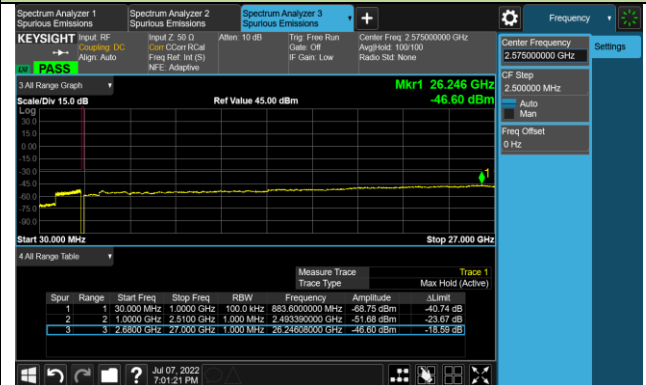 Spectrum Analyzer 1
Spurious Emissions
Spectrum Analyzer 2
Spurious Emissions
Spectrum Analyzer 3
Spurious Emissions
Frequency
KEYSIGHT
Input: RF
Coupling: DC
Align: Auto
Input Z: 50 Ω
Corr CCorr RCal
Freq Ref: Int (S)
NFE: Adaptive
Atten: 10 dB
Trig: Free Run
Gate: Off
IF Gain: Low
Center Freq: 2.575000000 GHz
Avg|Hold: 100/100
Radio Std: None
PASS
Center Frequency
2.575000000 GHz
Settings
CF Step
2.500000 MHz
Auto
Man
Freq Offset
0 Hz
3 All Range Graph
Mkr1 26.246 GHz
Scale/Div 15.0 dB
Ref Value 45.00 dBm
-46.60 dBm
Log
30.0
15.0
0.00
-15.0
-30.0
-45.0
-60.0
-75.0
-90.0
1
Start 30.000 MHz
Stop 27.000 GHz
4 All Range Table
Measure Trace Trace 1
Trace Type Max Hold (Active)
Spur Range Start Freq Stop Freq RBW Frequency Amplitude ΔLimit
1 1 30.000 MHz 1.0000 GHz 100.0 kHz 883.6000000 MHz -68.75 dBm -40.74 dB
2 2 1.0000 GHz 2.5100 GHz 1.000 MHz 2.493390000 GHz -51.68 dBm -23.67 dB
3 3 2.6800 GHz 27.000 GHz 1.000 MHz 26.24608000 GHz -46.60 dBm -18.59 dB
?
Jul 07, 2022
7:01:21 PM